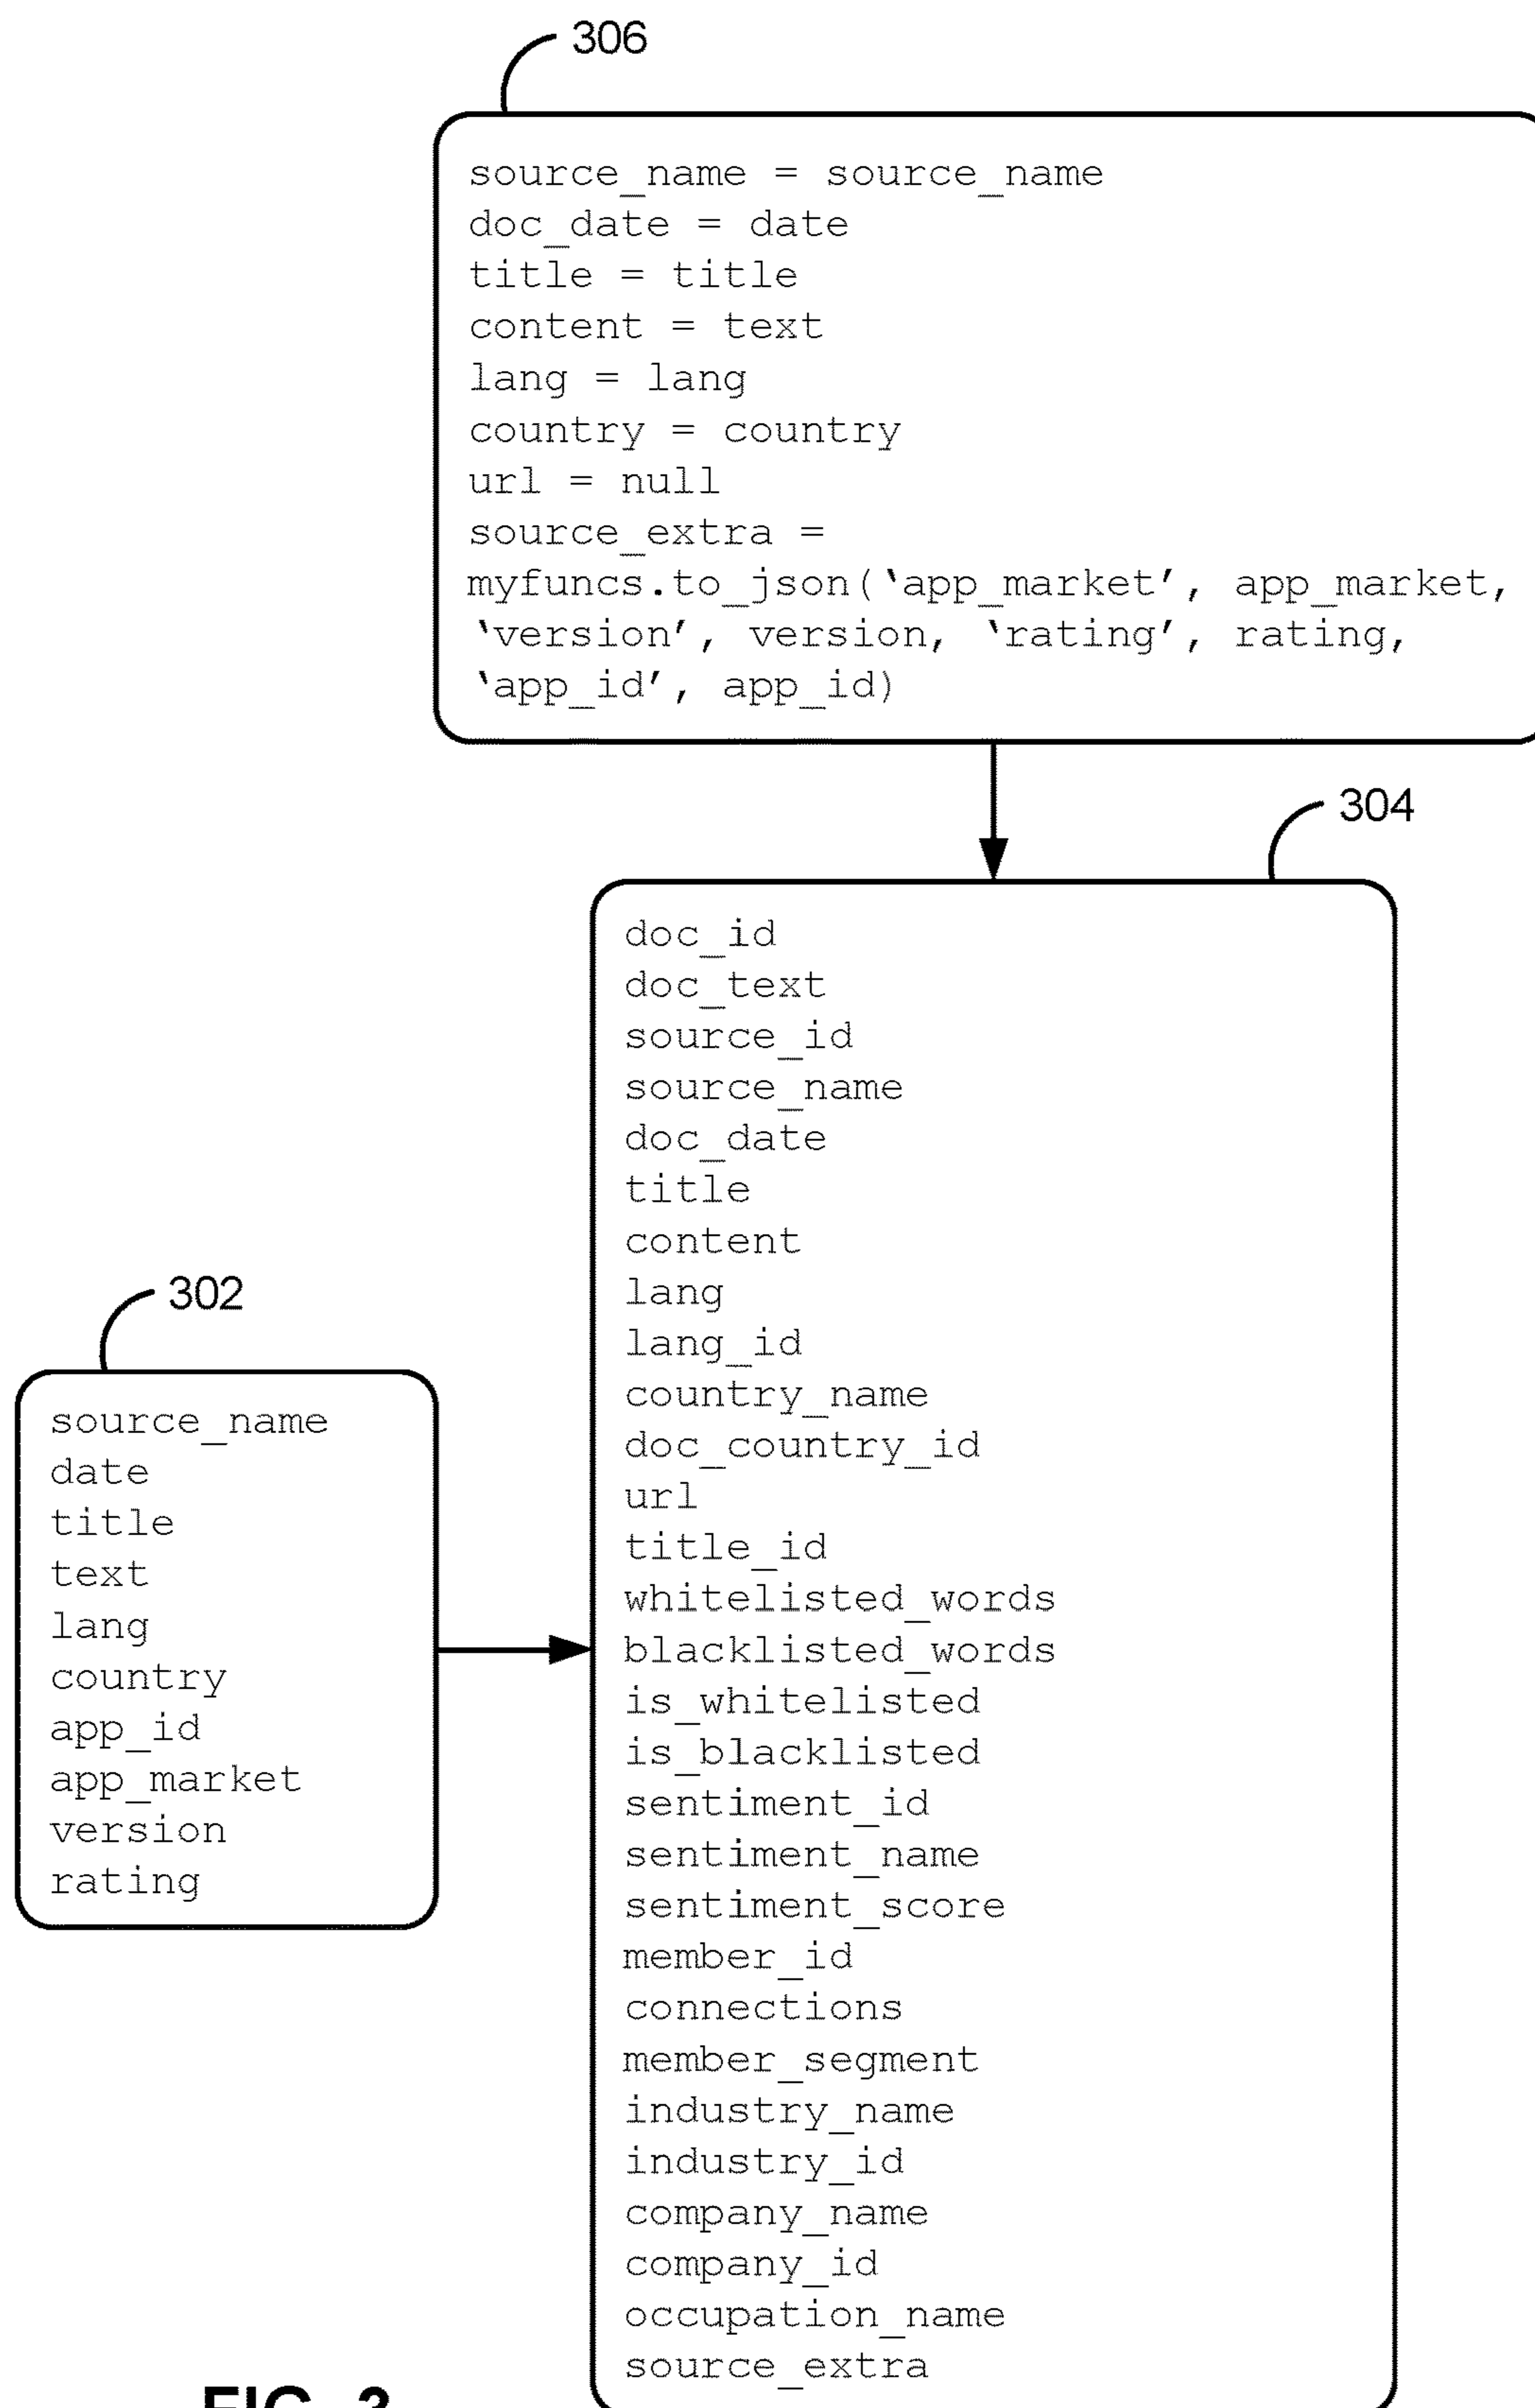 306
source_name = source_name
doc_date = date
title = title
content = text
lang = lang
country = country
url = null
source_extra =
myfuncs.to_json(‘app_market’, app_market,
‘version’, version, ‘rating’, rating,
‘app_id’, app_id)
304
doc_id
doc_text
source_id
source_name
doc_date
title
content
lang
lang_id
country_name
doc_country_id
url
title_id
whitelisted_words
blacklisted_words
is_whitelisted
is_blacklisted
sentiment_id
sentiment_name
sentiment_score
member_id
connections
member_segment
industry_name
industry_id
company_name
company_id
occupation_name
source_extra
302
source_name
date
title
text
lang
country
app_id
app_market
version
rating
FIG. 3